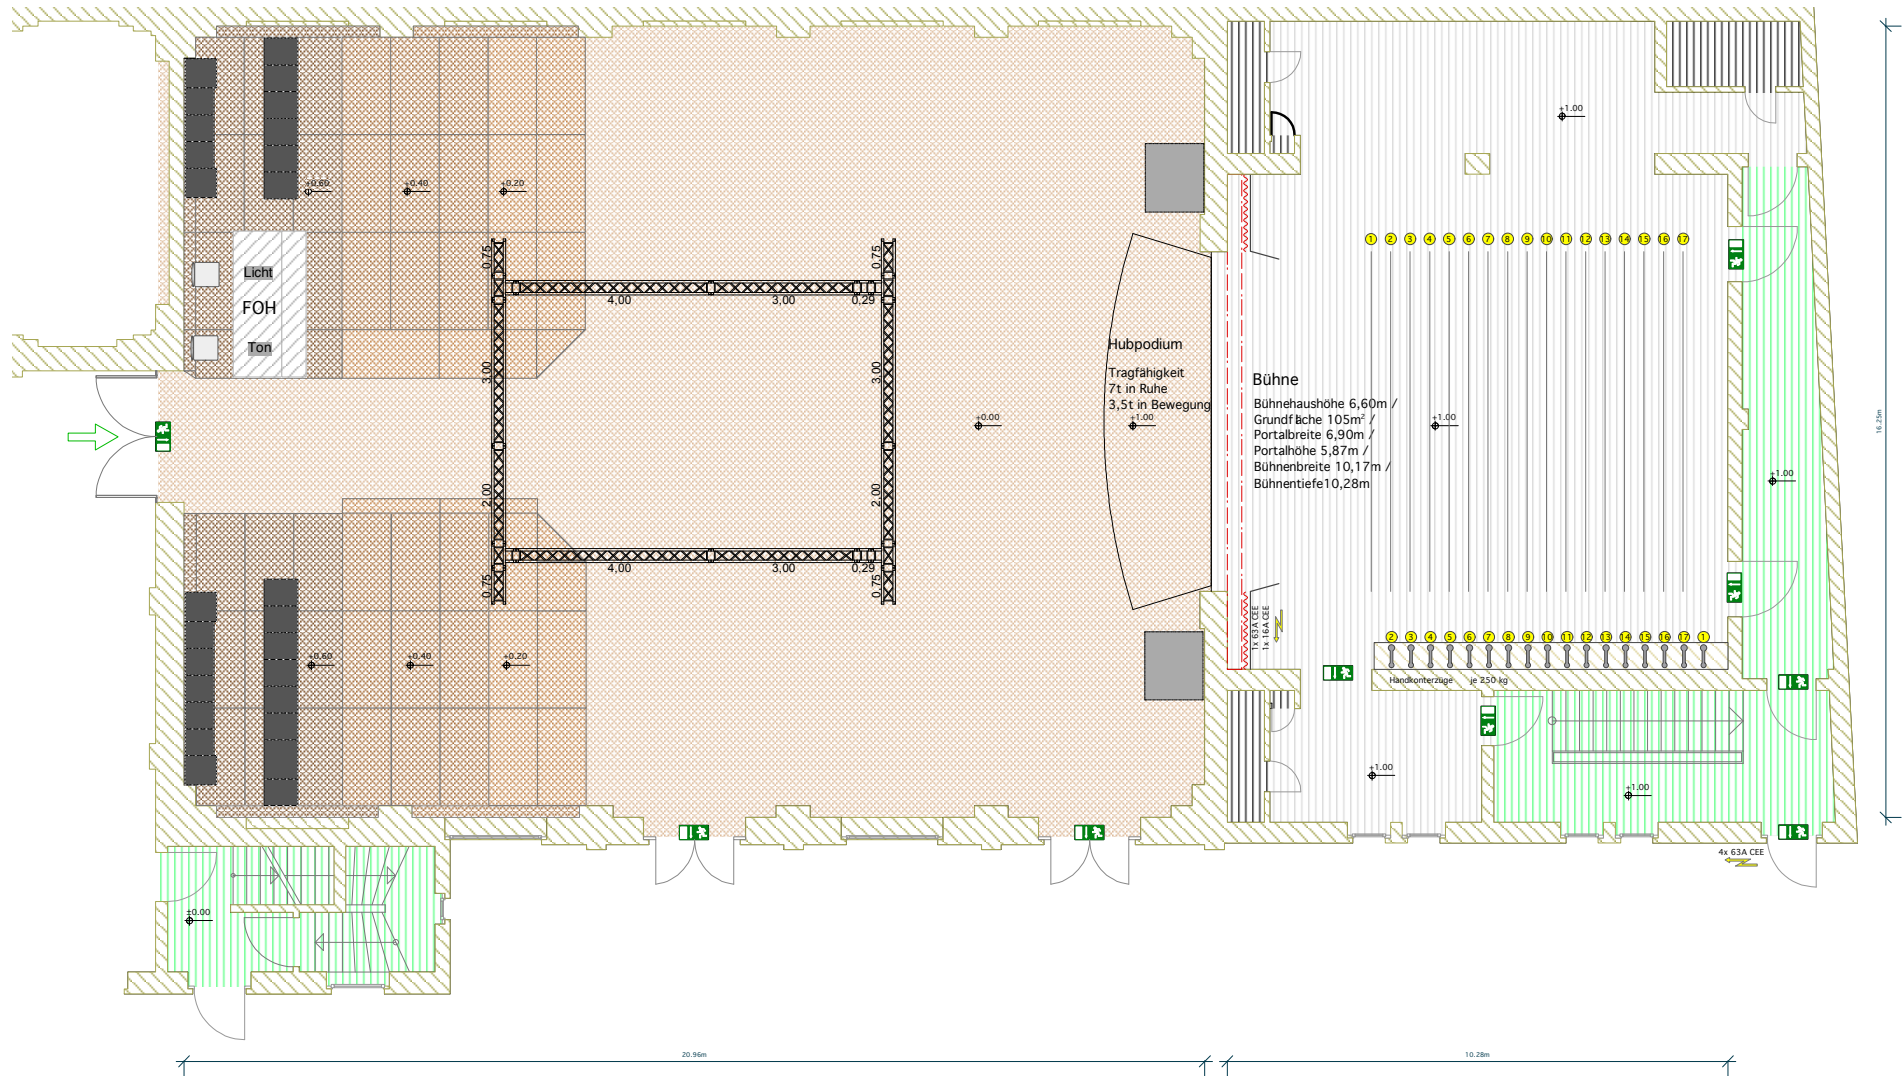 +1.00
+0.60
+0.40
+0.20
1 2 3 4 5 6 7 8 9 10 11 12 13 14 15 16 17
0,75
0,75
Licht
FOH
Ton
4,00
3,00
0,29
3,00
3,00
Hubpodium
Tragfähigkeit
7t in Ruhe
3,5t in Bewegung
+0.00
+1.00
Bühne
Bühnehaushöhe 6,60m /
Grundfläche 105m² /
Portalbreite 6,90m /
Portalhöhe 5,87m /
Bühnenbreite 10,17m /
Bühnentiefe10,28m
+1.00
+1.00
16.25m
2,00
2,00
4,00
3,00
0,29
0,75
0,75
1x 63A CEE
1x 16A CEE
2 3 4 5 6 7 8 9 10 11 12 13 14 15 16 17 1
Handkonterzüge je 250 kg
+0.60
+0.40
+0.20
+1.00
+1.00
4x 63A CEE
+0.00
20.96m
10.28m